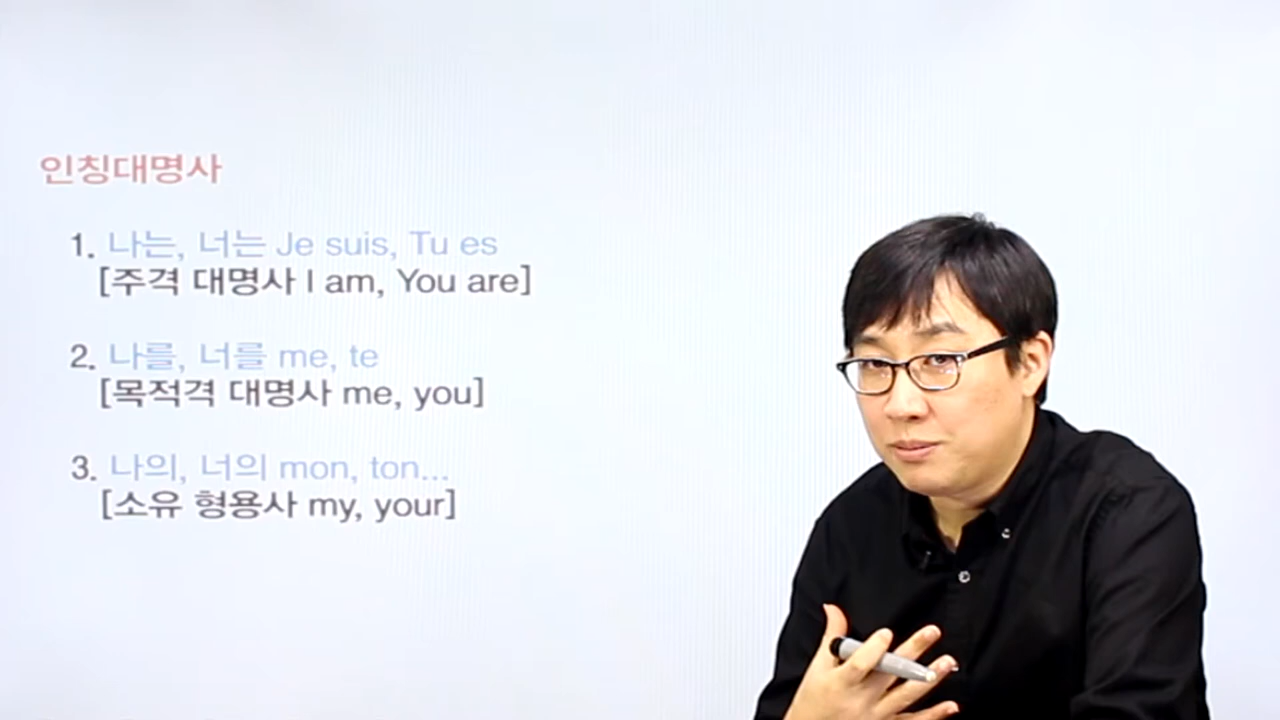 인칭대명사
1. 나는, 너는 Je suis, Tu es
[주격 대명사 I am, You are]
2. 나를, 너를 me, te
[목적격 대명사 me, you]
3. 나의, 너의 mon, ton...
[소유 형용사 my, your]